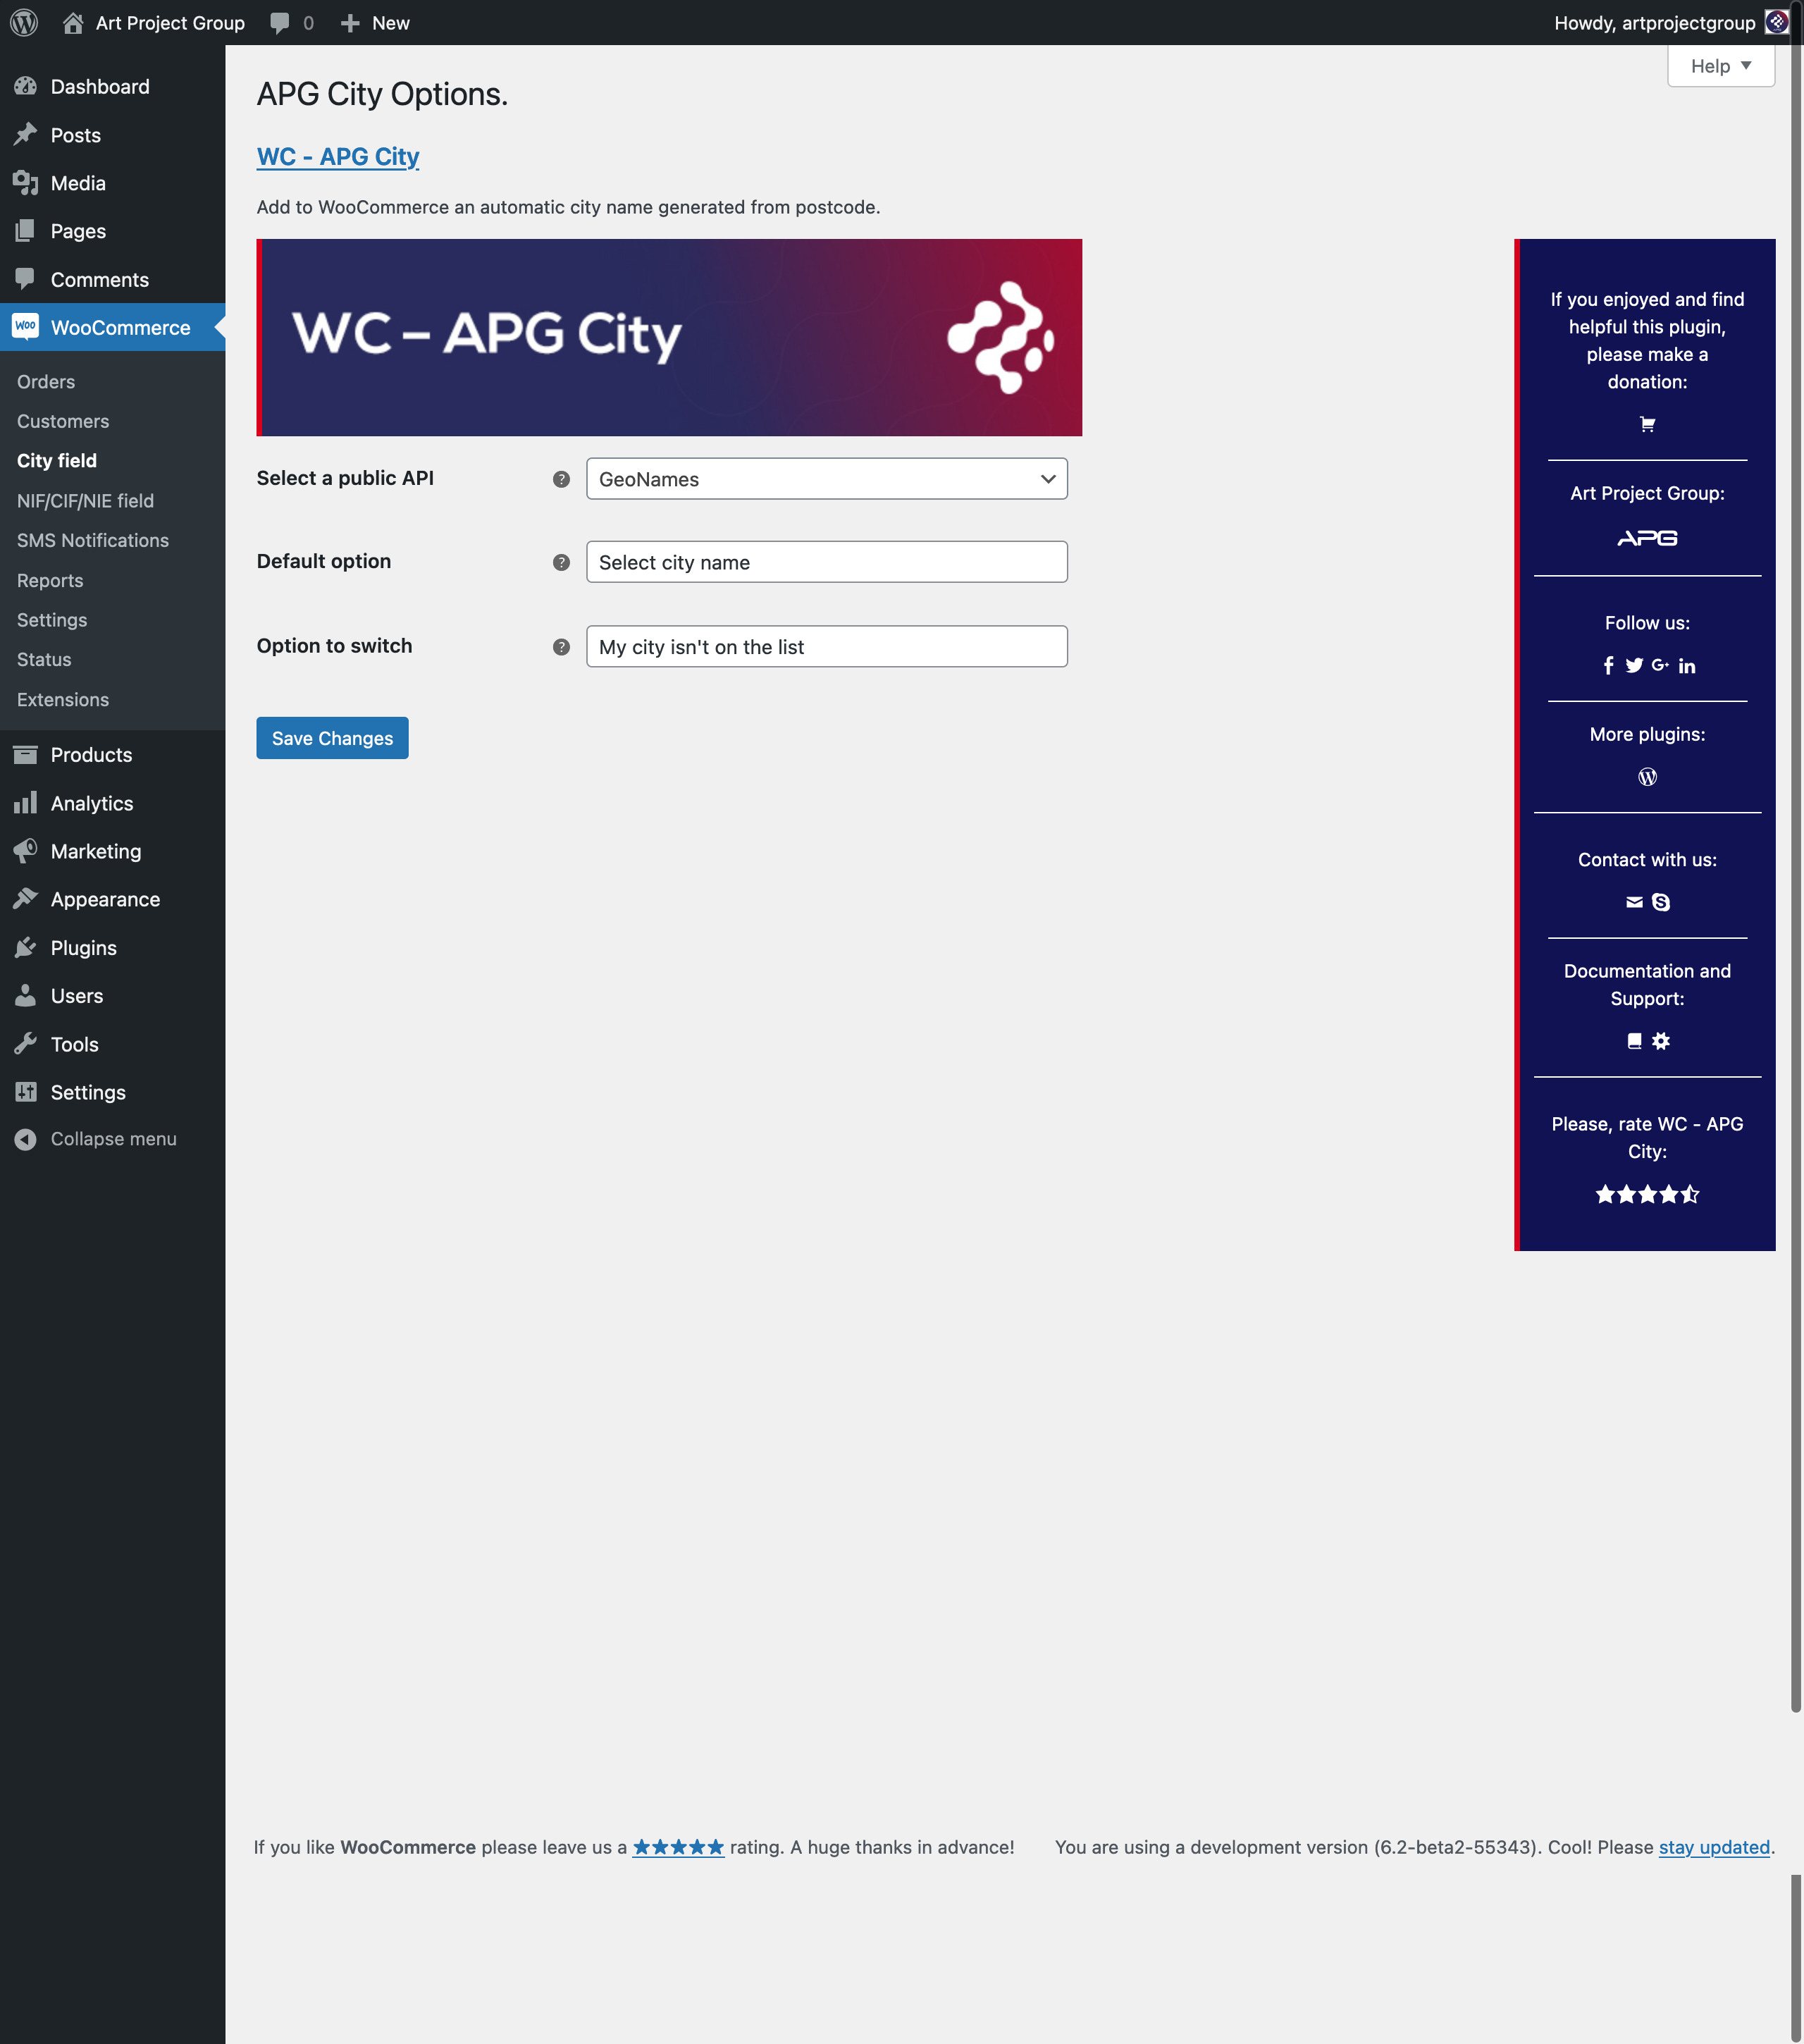 Art Project Group
0
New
Howdy, artprojectgroup
Help
Dashboard
Posts
Media
Pages
Comments
Woo
WooCommerce
Orders
Customers
City field
NIF/CIF/NIE field
SMS Notifications
Reports
Settings
Status
Extensions
Products
Analytics
Marketing
Appearance
Plugins
Users
Tools
Settings
Collapse menu
APG City Options.
WC - APG City
Add to WooCommerce an automatic city name generated from postcode.
WC – APG City
Select a public API
GeoNames
Default option
Select city name
Option to switch
My city isn't on the list
Save Changes
If you enjoyed and find
helpful this plugin,
please make a
donation:
Art Project Group:
APG
Follow us:
More plugins:
Contact with us:
Documentation and
Support:
Please, rate WC - APG
City:
If you like WooCommerce please leave us a ★★★★★ rating. A huge thanks in advance!
You are using a development version (6.2-beta2-55343). Cool! Please stay updated.